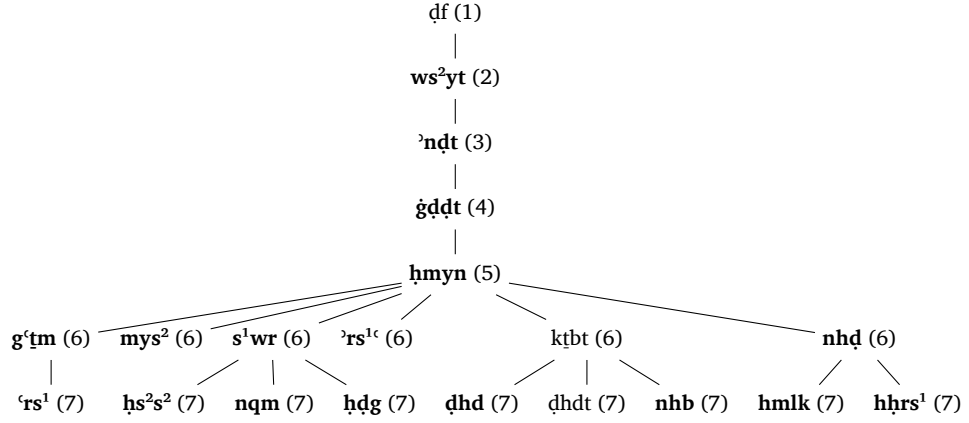 ḍf (1)
ws²yt (2)
ʾnḍt (3)
ġḍḍt (4)
ḥmyn (5)
gʿṯm (6) mys² (6) s¹wr (6) ʾrs¹ʿ (6) kṯbt (6) nhḍ (6)
ʿrs¹ (7) ḥs²s² (7) nqm (7) ḥḍg (7) ḍhd (7) ḍhdt (7) nhb (7) hmlk (7) hḥrs¹ (7)